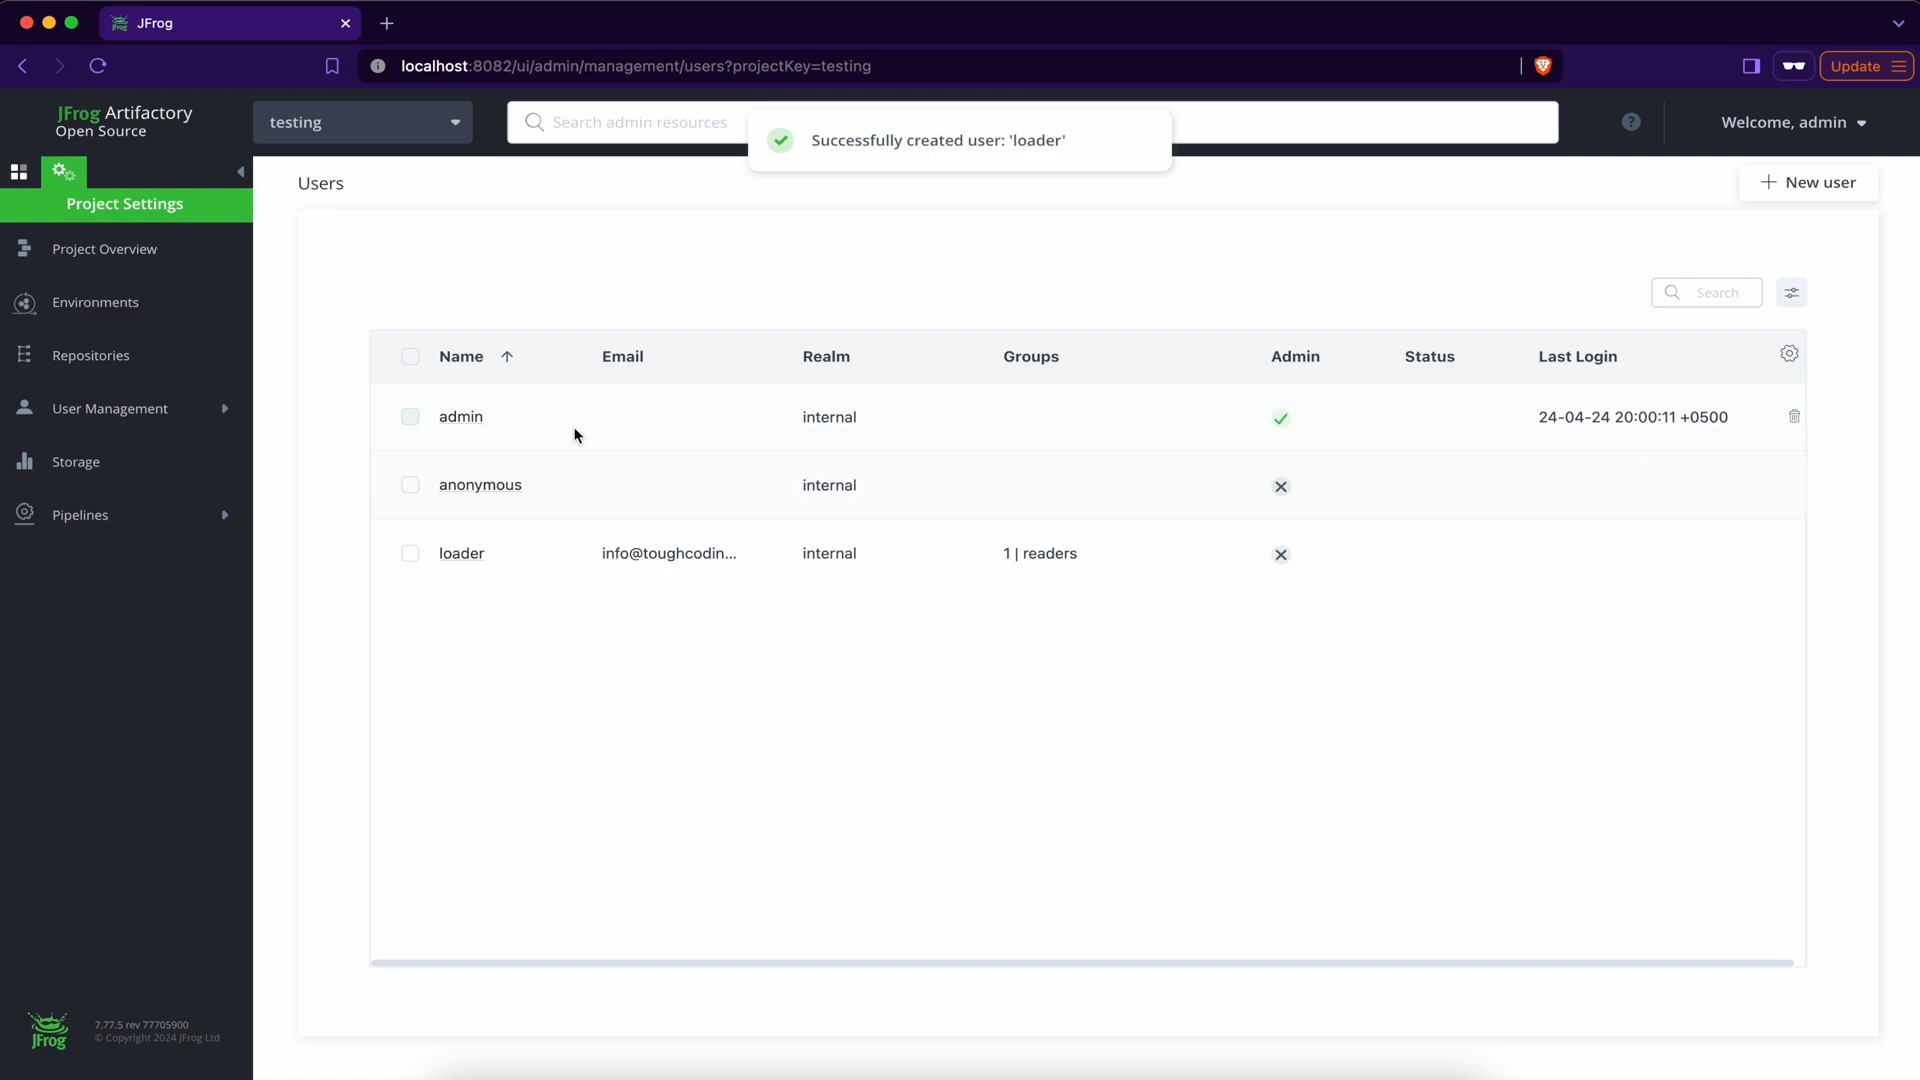 JFrog
localhost:8082/ui/admin/management/users?projectKey=testing
Update
JFrog Artifactory
Open Source
testing
Search admin resources
Successfully created user: 'loader'
?
Welcome, admin
Project Settings
Users
New user
Project Overview
Environments
Repositories
User Management
Storage
Pipelines
Search
Name Email Realm Groups Admin Status Last Login
admin internal 24-04-24 20:00:11 +0500
anonymous internal
loader info@toughcodin... internal 1 | readers
JFrog
7.77.5 rev 77705900
© Copyright 2024 JFrog Ltd